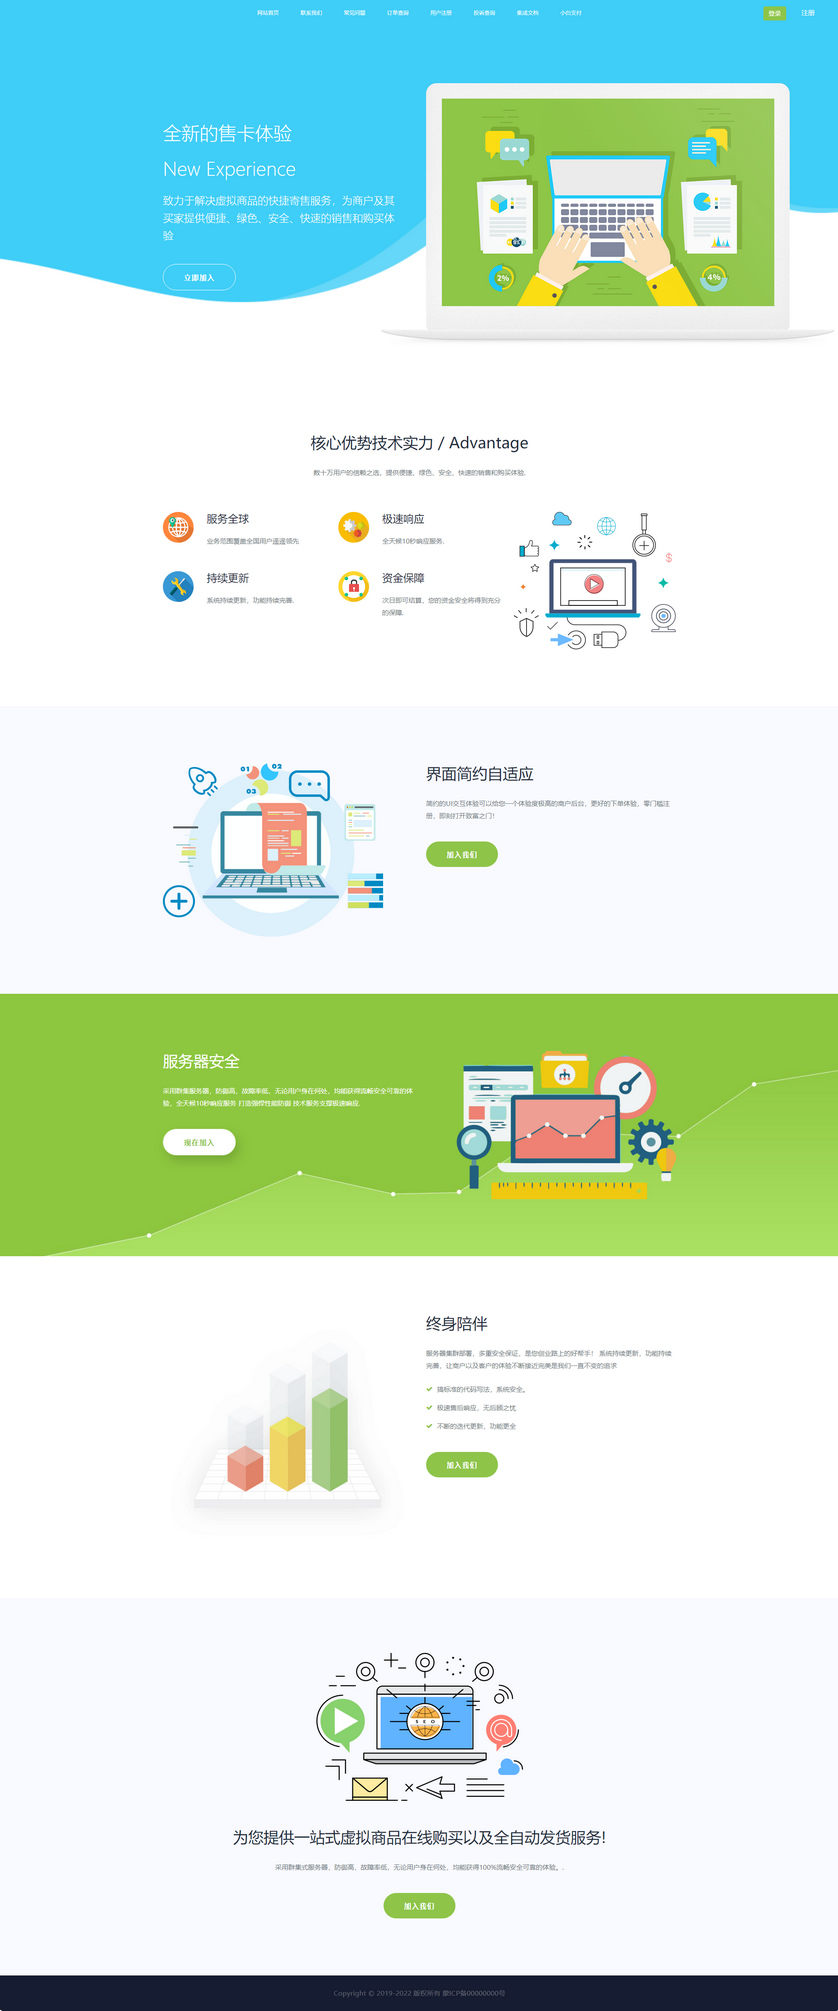 网站首页 联系我们 常见问题 订单查询 用户注册 投诉查询 集成文档 小白支付 登录 注册
全新的售卡体验
New Experience
致力于解决虚拟商品的快捷寄售服务，为商户及其
买家提供便捷、绿色、安全、快速的销售和购买体
验
立即加入
2%
4%
核心优势技术实力 / Advantage
数十万用户的信赖之选，提供便捷，绿色，安全，快速的销售和购买体验.
服务全球
业务范围覆盖全国用户遥遥领先
极速响应
全天候10秒响应服务.
持续更新
系统持续更新，功能持续完善.
资金保障
次日即可结算，您的资金安全将得到充分
的保障.
01 02
03
界面简约自适应
简约的UI交互体验可以给您一个体验度极高的商户后台，更好的下单体验，零门槛注
册，即刻打开致富之门！
加入我们
服务器安全
采用群集服务器，防御高，故障率低，无论用户身在何处，均能获得流畅安全可靠的体
验，全天候10秒响应服务 打造强悍性能防御 技术服务支撑极速响应.
现在加入
终身陪伴
服务器集群部署，多重安全保证，是您创业路上的好帮手！ 系统持续更新，功能持续
完善，让商户以及客户的体验不断接近完美是我们一直不变的追求
搞标准的代码写法，系统安全。
极速售后响应，无后顾之忧
不断的迭代更新，功能更全
加入我们
SEO
为您提供一站式虚拟商品在线购买以及全自动发货服务!
采用群集式服务器，防御高，故障率低，无论用户身在何处，均能获得100%流畅安全可靠的体验。.
加入我们
Copyright © 2019-2022 版权所有 蒙ICP备00000000号